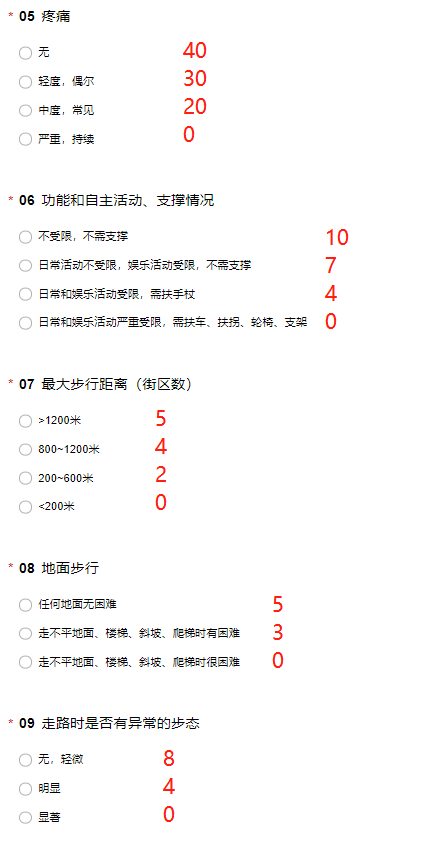 * 05 疼痛
无 40
轻度，偶尔 30
中度，常见 20
严重，持续 0
* 06 功能和自主活动、支撑情况
不受限，不需支撑 10
日常活动不受限，娱乐活动受限，不需支撑 7
日常和娱乐活动受限，需扶手杖 4
日常和娱乐活动严重受限，需扶车、扶拐、轮椅、支架 0
* 07 最大步行距离（街区数）
>1200米 5
800~1200米 4
200~600米 2
<200米 0
* 08 地面步行
任何地面无困难 5
走不平地面、楼梯、斜坡、爬梯时有困难 3
走不平地面、楼梯、斜坡、爬梯时很困难 0
* 09 走路时是否有异常的步态
无，轻微 8
明显 4
显著 0